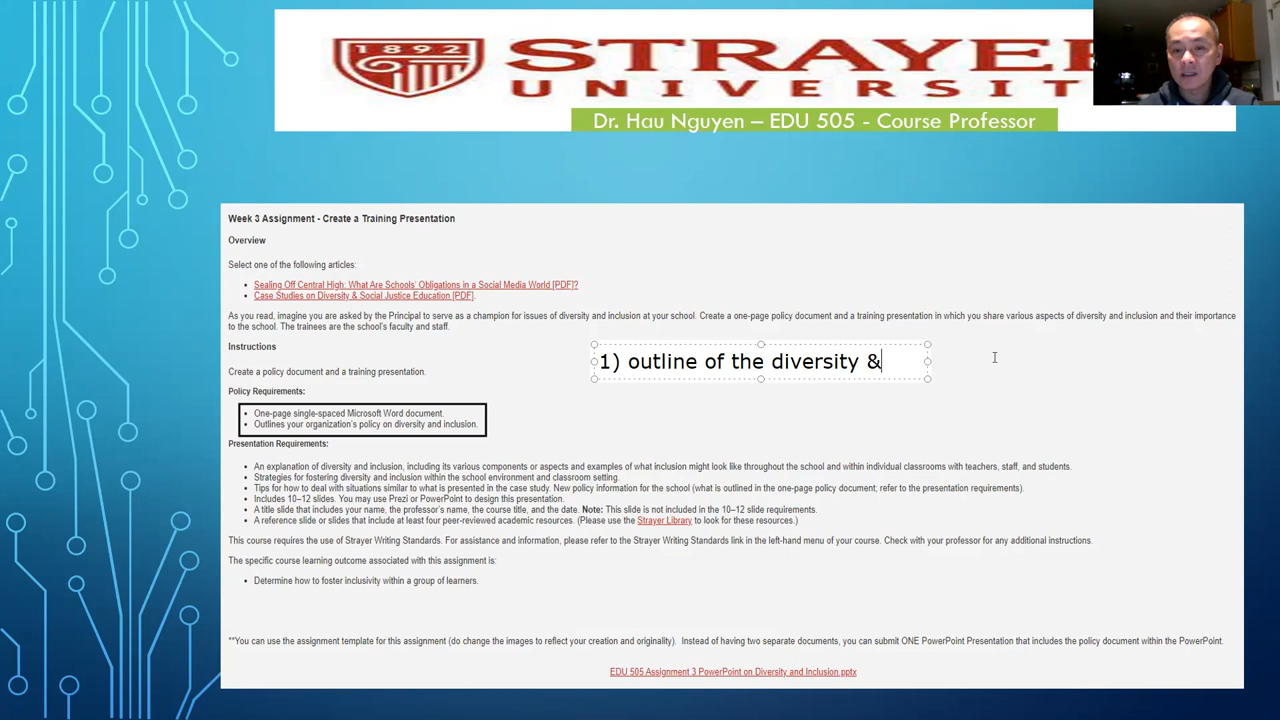 1892
STRAYER
UNIVERSITY
Dr. Hau Nguyen – EDU 505 - Course Professor
Week 3 Assignment - Create a Training Presentation
Overview
Select one of the following articles:
• Sealing Off Central High: What Are Schools' Obligations in a Social Media World [PDF]?
• Case Studies on Diversity & Social Justice Education [PDF].
As you read, imagine you are asked by the Principal to serve as a champion for issues of diversity and inclusion at your school. Create a one-page policy document and a training presentation in which you share various aspects of diversity and inclusion and their importance
to the school. The trainees are the school's faculty and staff.
Instructions
1) outline of the diversity &
Create a policy document and a training presentation.
Policy Requirements:
• One-page single-spaced Microsoft Word document.
• Outlines your organization's policy on diversity and inclusion.
Presentation Requirements:
• An explanation of diversity and inclusion, including its various components or aspects and examples of what inclusion might look like throughout the school and within individual classrooms with teachers, staff, and students.
• Strategies for fostering diversity and inclusion within the school environment and classroom setting.
• Tips for how to deal with situations similar to what is presented in the case study. New policy information for the school (what is outlined in the one-page policy document; refer to the presentation requirements).
• Includes 10–12 slides. You may use Prezi or PowerPoint to design this presentation.
• A title slide that includes your name, the professor's name, the course title, and the date. Note: This slide is not included in the 10–12 slide requirements.
• A reference slide or slides that include at least four peer-reviewed academic resources. (Please use the Strayer Library to look for these resources.)
This course requires the use of Strayer Writing Standards. For assistance and information, please refer to the Strayer Writing Standards link in the left-hand menu of your course. Check with your professor for any additional instructions.
The specific course learning outcome associated with this assignment is:
• Determine how to foster inclusivity within a group of learners.
**You can use the assignment template for this assignment (do change the images to reflect your creation and originality). Instead of having two separate documents, you can submit ONE PowerPoint Presentation that includes the policy document within the PowerPoint.
EDU 505 Assignment 3 PowerPoint on Diversity and Inclusion.pptx